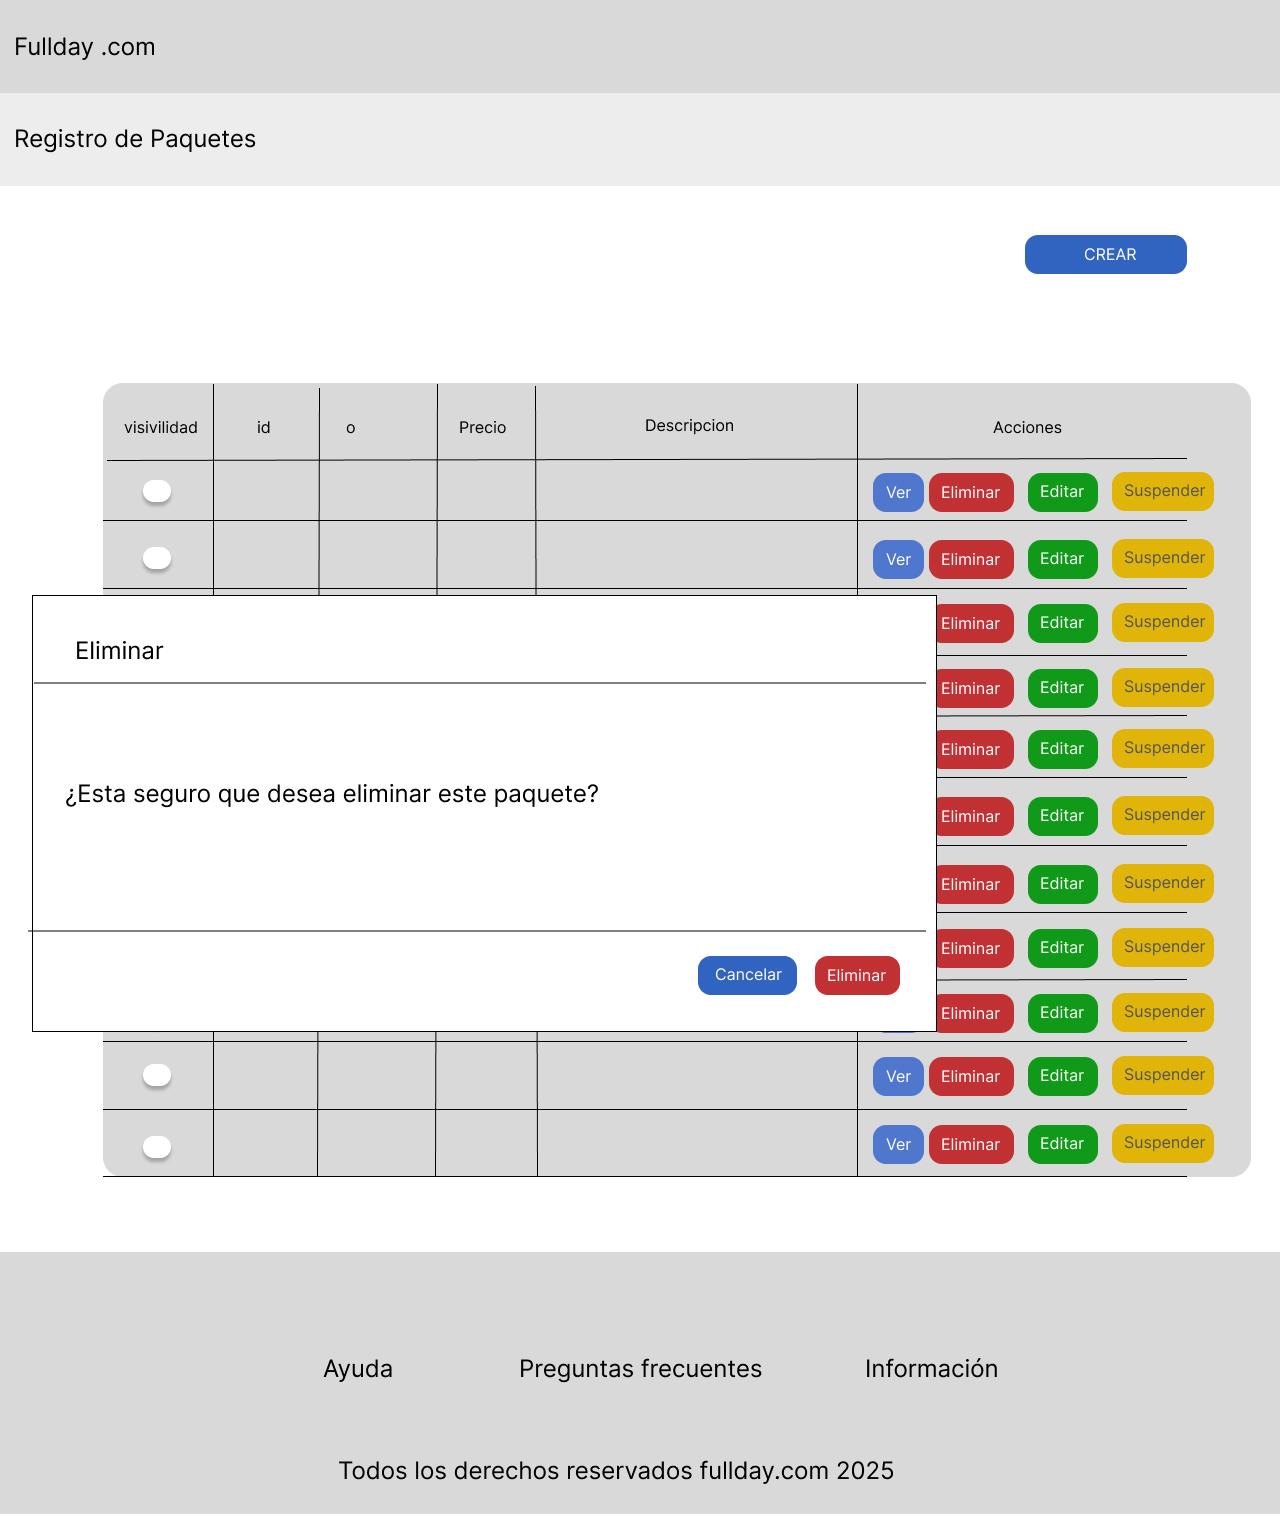 Fullday .com
Registro de Paquetes
CREAR
visivilidad id o Precio Descripcion Acciones
Ver Eliminar Editar Suspender
Ver Eliminar Editar Suspender
Eliminar Editar Suspender
Eliminar
Eliminar Editar Suspender
Eliminar Editar Suspender
¿Esta seguro que desea eliminar este paquete?
Eliminar Editar Suspender
Eliminar Editar Suspender
Eliminar Editar Suspender
Cancelar Eliminar
Eliminar Editar Suspender
Ver Eliminar Editar Suspender
Ver Eliminar Editar Suspender
Ayuda Preguntas frecuentes Información
Todos los derechos reservados fullday.com 2025